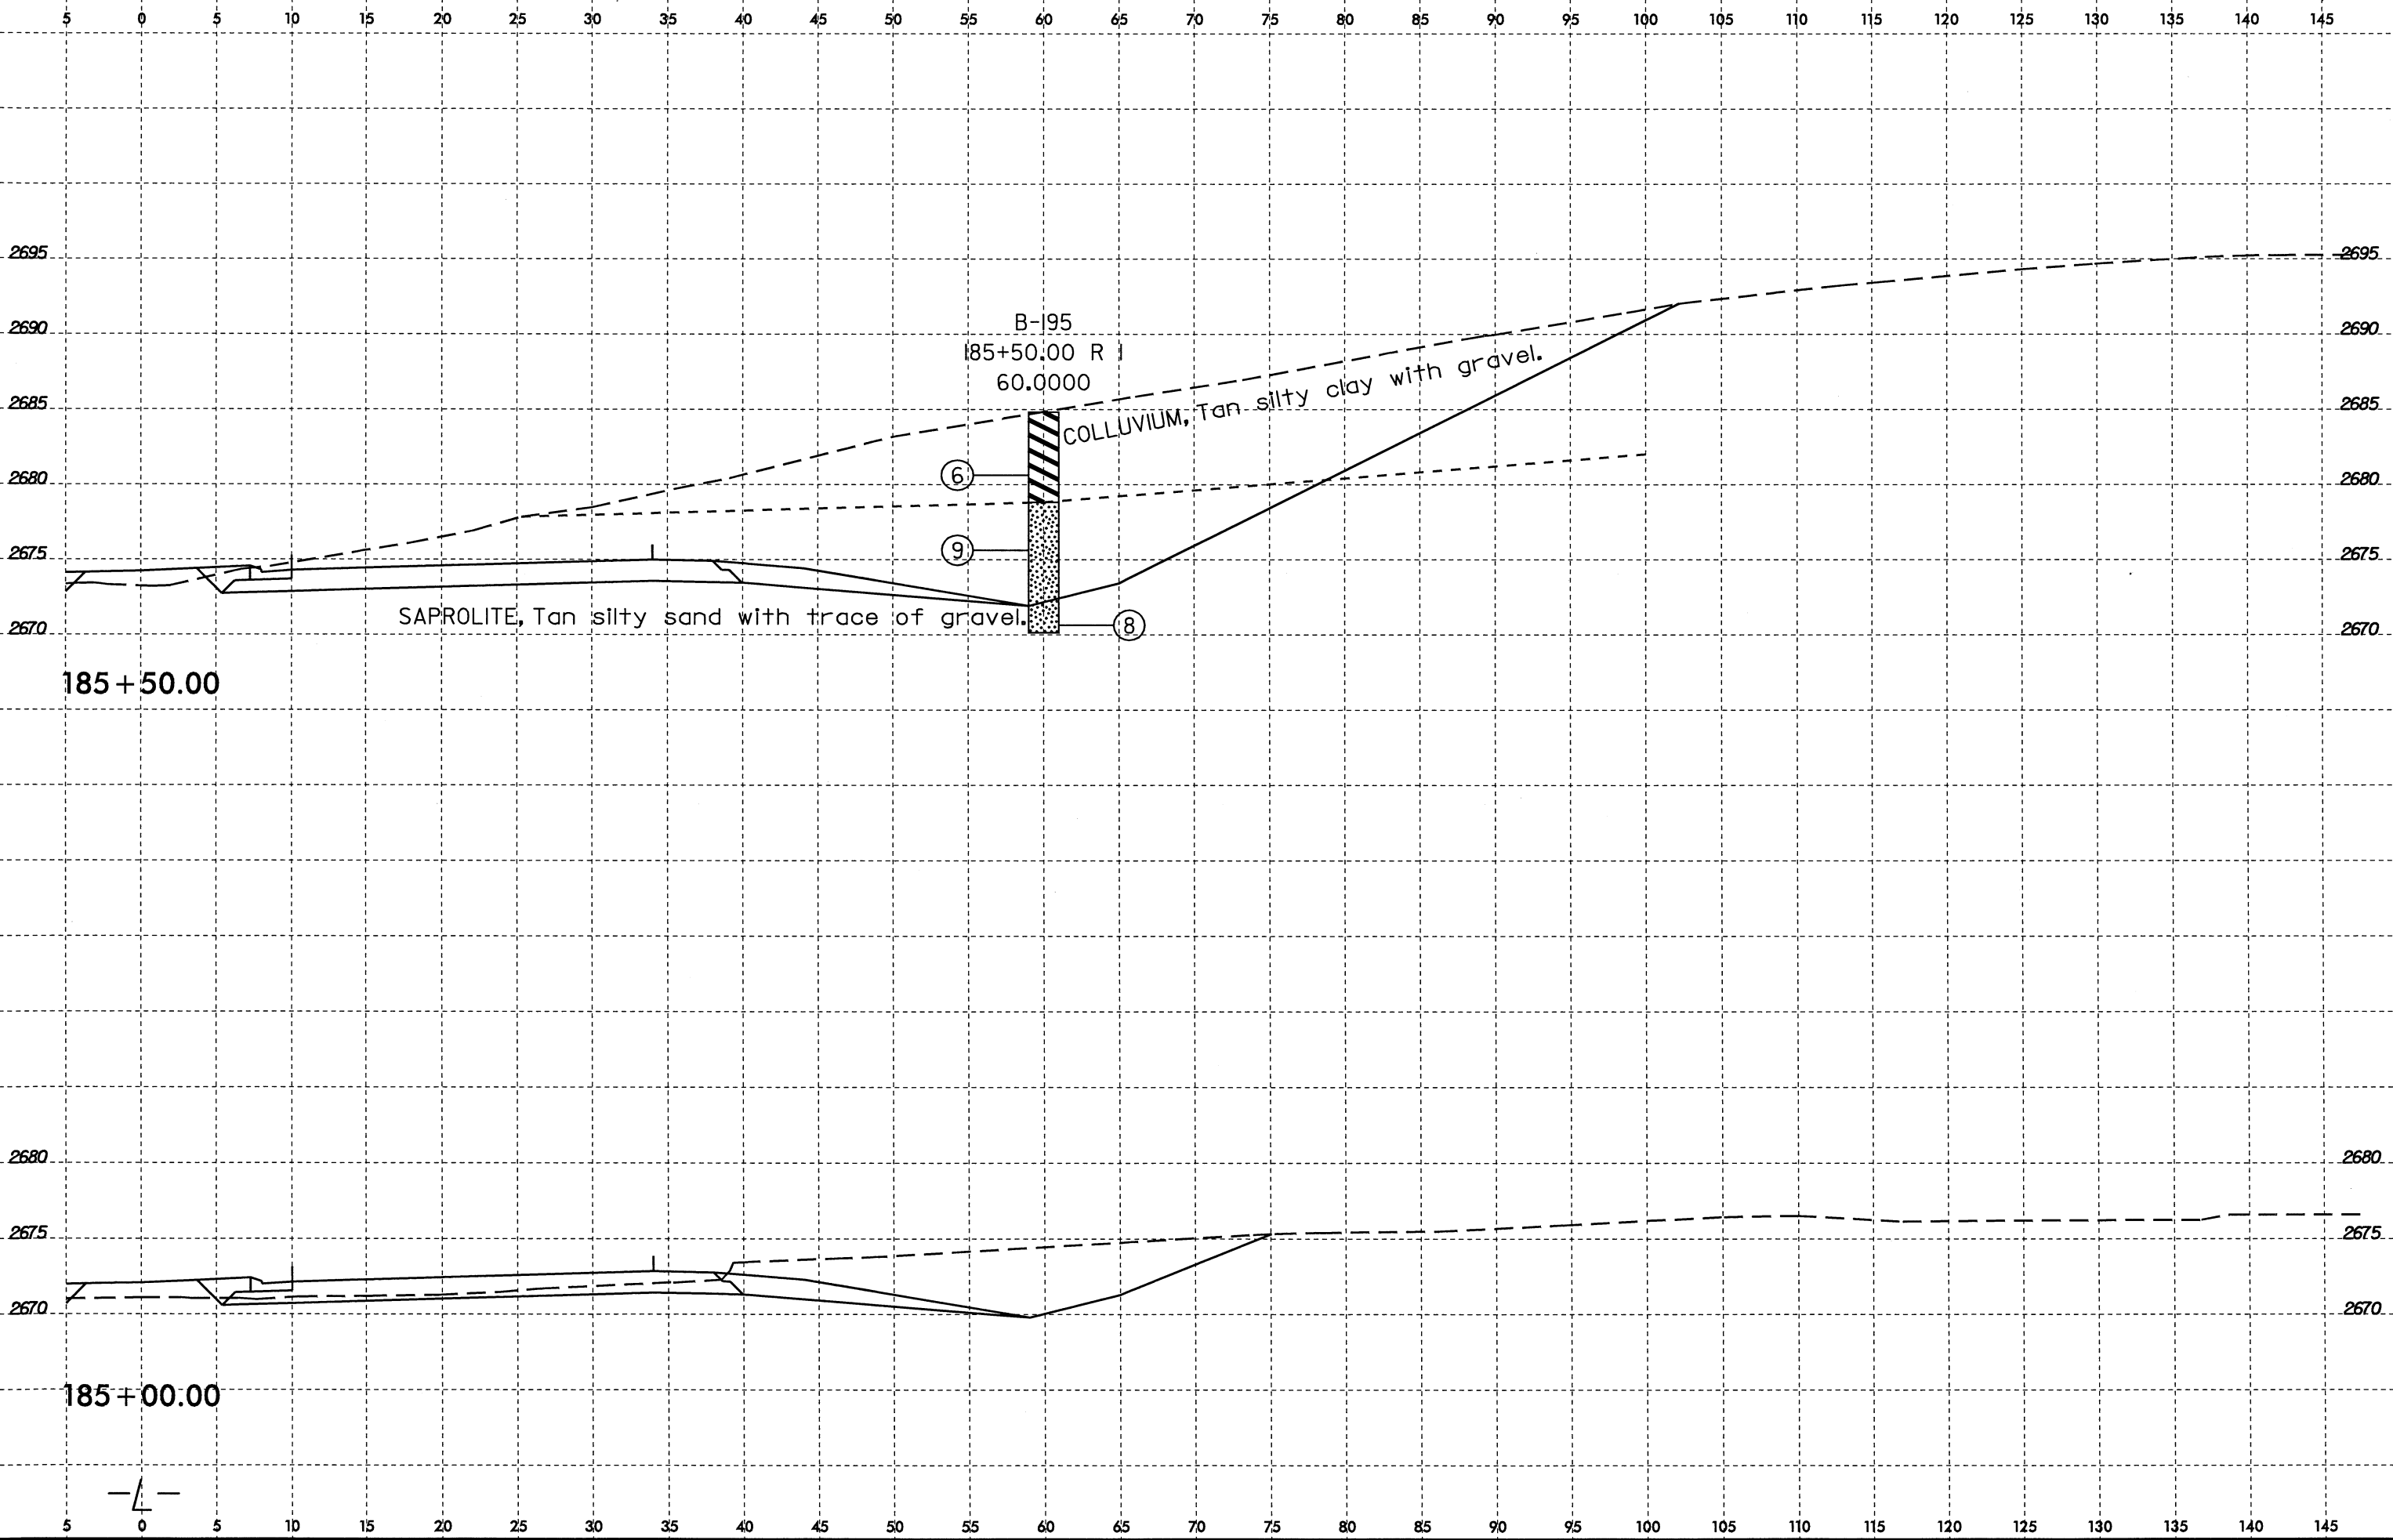 5 0 5 10 15 20 25 30 35 40 45 50 55 60 65 70 75 80 85 90 95 100 105 110 115 120 125 130 135 140 145
2695 2695
2690 2690
B-195
185+50.00 R 1
60.0000
2685 2685
COLLUVIUM, Tan silty clay with gravel.
2680 2680
6
2675 2675
9
SAPROLITE, Tan silty sand with trace of gravel.
8
2670 2670
185+50.00
2680 2680
2675 2675
2670 2670
185+00.00
-L-
5 0 5 10 15 20 25 30 35 40 45 50 55 60 65 70 75 80 85 90 95 100 105 110 115 120 125 130 135 140 145